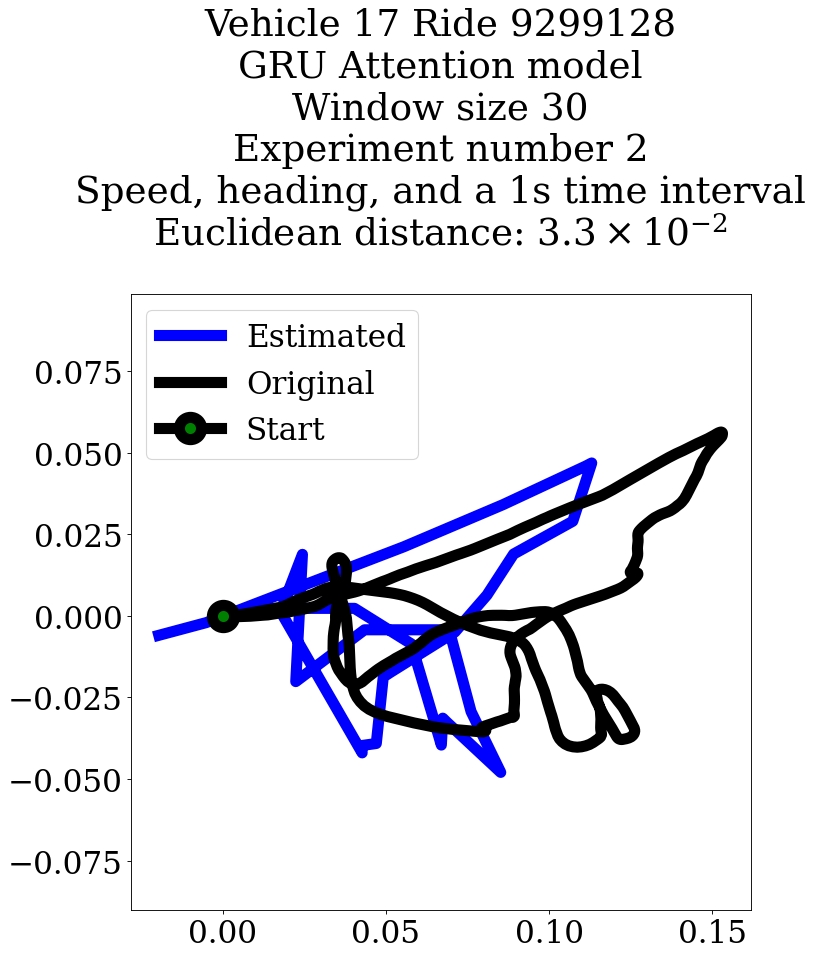 Vehicle 17 Ride 9299128
GRU Attention model
Window size 30
Experiment number 2
Speed, heading, and a 1s time interval
Euclidean distance: 3.3 × 10⁻²
Estimated
Original
Start
0.075
0.050
0.025
0.000
−0.025
−0.050
−0.075
0.00 0.05 0.10 0.15